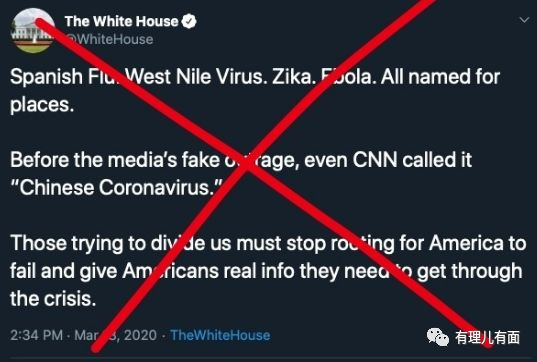 The White House
@WhiteHouse
Spanish Flu. West Nile Virus. Zika. Ebola. All named for
places.
Before the media's fake outrage, even CNN called it
"Chinese Coronavirus."
Those trying to divide us must stop rooting for America to
fail and give Americans real info they need to get through
the crisis.
2:34 PM · Mar 18, 2020 · TheWhiteHouse
有理儿有面